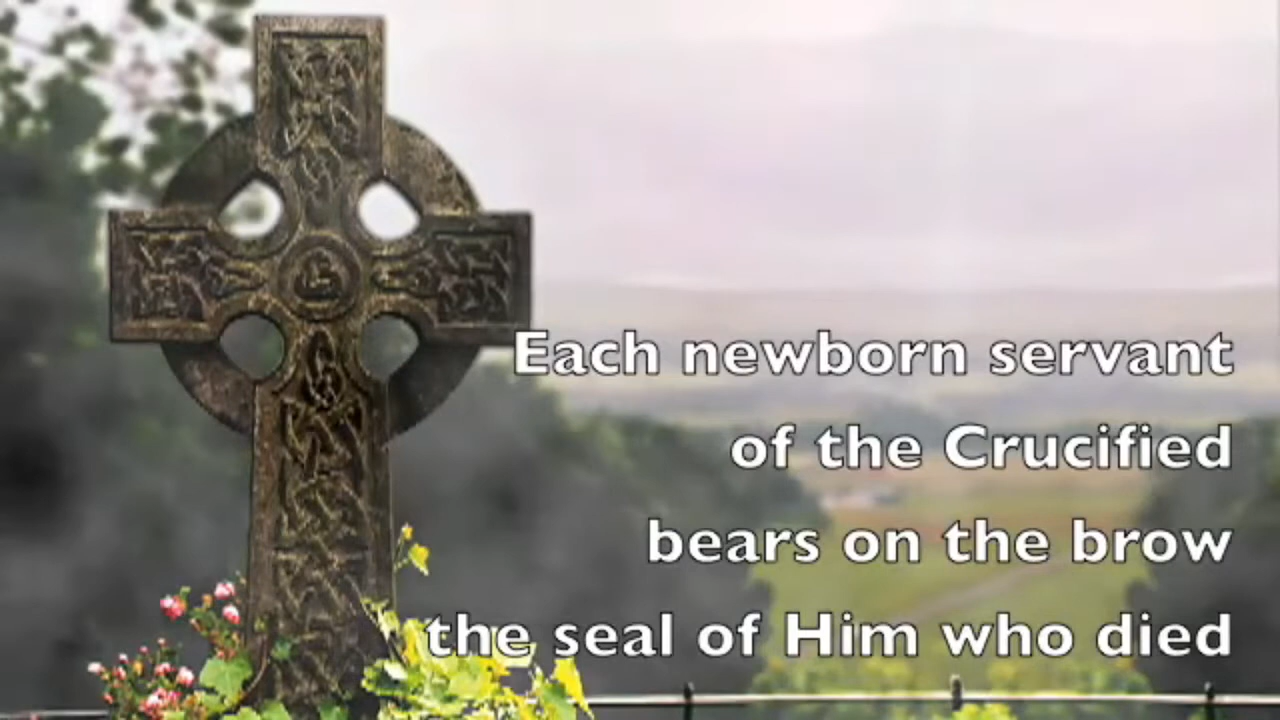 Each newborn servant
of the Crucified
bears on the brow
the seal of Him who died